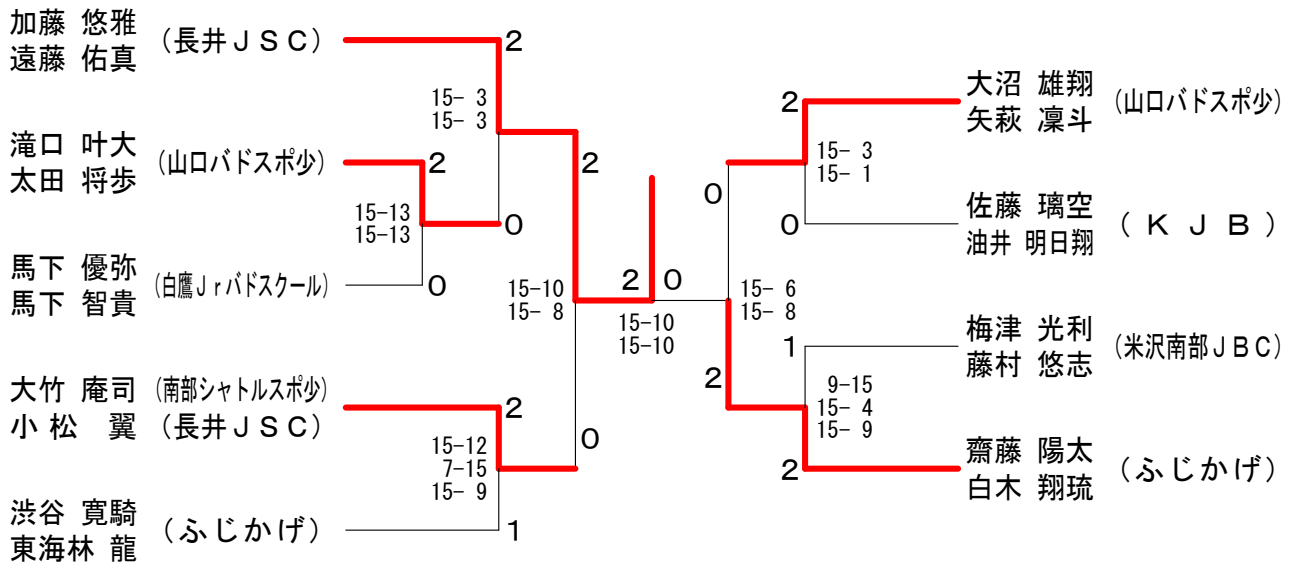 加藤 悠雅
遠藤 佑真
(長井ＪＳＣ)
2
15- 3
15- 3
滝口 叶大
太田 将歩
(山口バドスポ少)
2
15-13
15-13
0
馬下 優弥
馬下 智貴
(白鷹Ｊｒバドスクール)
0
2
15-10
15- 8
大竹 庵司 (南部シャトルスポ少)
小松 翼 (長井ＪＳＣ)
2
15-12
7-15
15- 9
0
渋谷 寛騎
東海林 龍
(ふじかげ)
1
2
0
15-10
15-10
大沼 雄翔
矢萩 凜斗
(山口バドスポ少)
2
15- 3
15- 1
0
佐藤 璃空
油井 明日翔
(ＫＪＢ)
0
15- 6
15- 8
梅津 光利
藤村 悠志
(米沢南部ＪＢＣ)
1
2
9-15
15- 4
15- 9
齋藤 陽太
白木 翔琉
(ふじかげ)
2